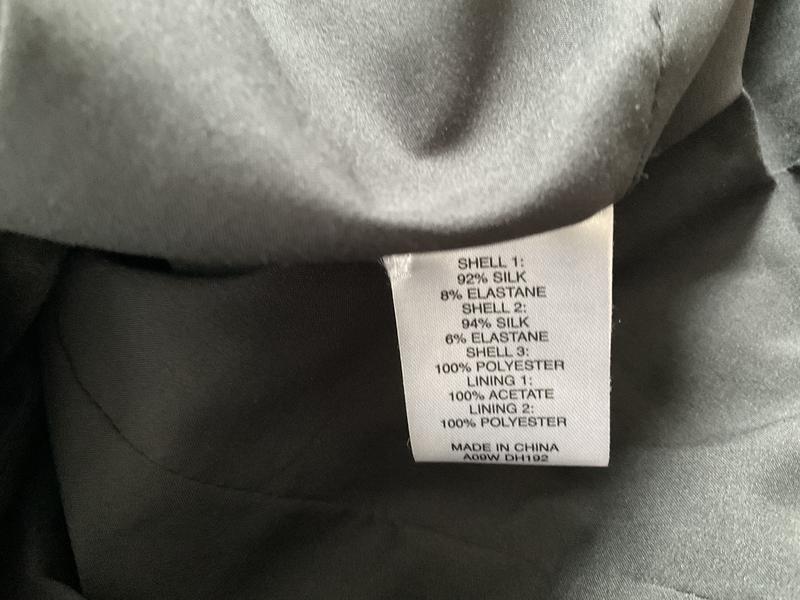 SHELL 1:
92% SILK
8% ELASTANE
SHELL 2:
94% SILK
6% ELASTANE
SHELL 3:
100% POLYESTER
LINING 1:
100% ACETATE
LINING 2:
100% POLYESTER
MADE IN CHINA
A09W DH192